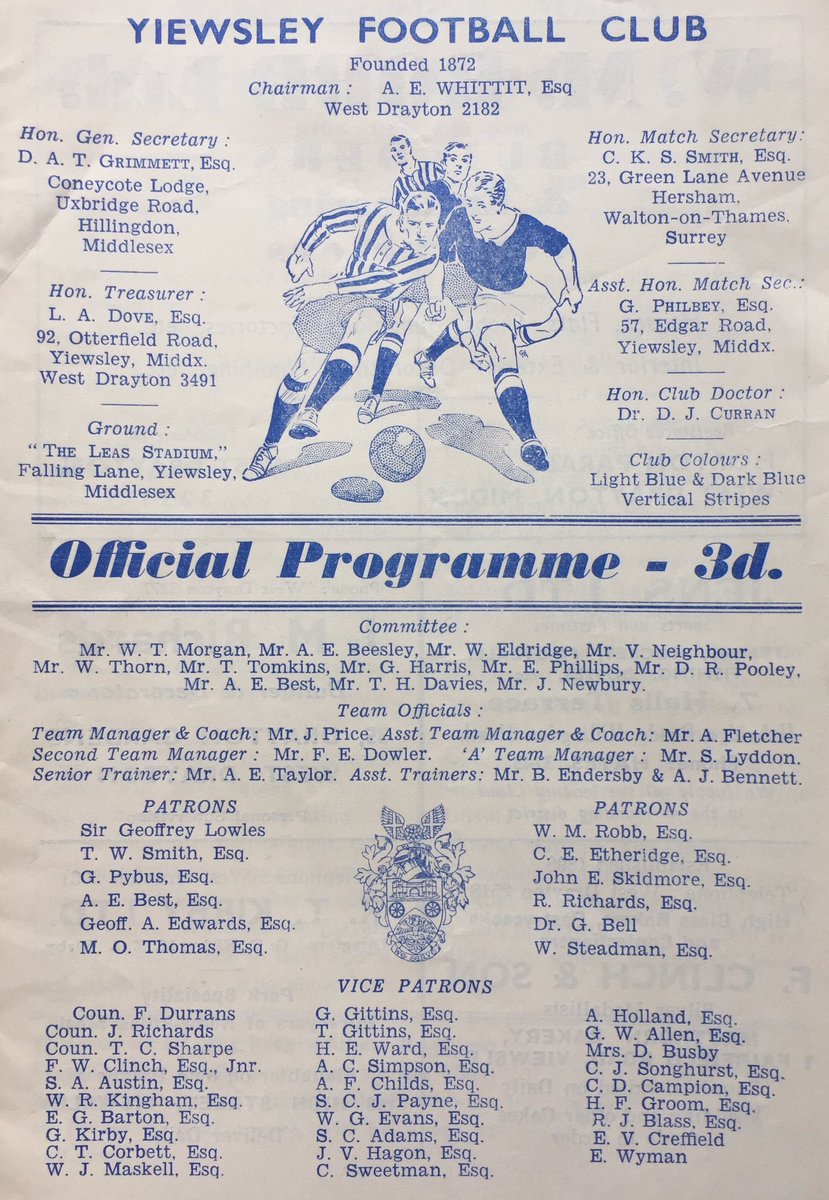 YIEWSLEY FOOTBALL CLUB
Founded 1872
Chairman : A. E. WHITTIT, Esq
West Drayton 2182
Hon. Gen. Secretary :
D. A. T. GRIMMETT, Esq.
Coneycote Lodge,
Uxbridge Road,
Hillingdon,
Middlesex
Hon. Treasurer :
L. A. DOVE, Esq.
92, Otterfield Road,
Yiewsley, Middx.
West Drayton 3491
Ground :
"THE LEAS STADIUM,"
Falling Lane, Yiewsley,
Middlesex
Hon. Match Secretary:
C. K. S. SMITH, Esq.
23, Green Lane Avenue
Hersham,
Walton-on-Thames,
Surrey
Asst. Hon. Match Sec.:
G. PHILBEY, Esq.
57, Edgar Road,
Yiewsley, Middx.
Hon. Club Doctor :
Dr. D. J. CURRAN
Club Colours :
Light Blue & Dark Blue
Vertical Stripes
Official Programme - 3d.
Committee :
Mr. W. T. Morgan, Mr. A. E. Beesley, Mr. W. Eldridge, Mr. V. Neighbour,
Mr. W. Thorn, Mr. T. Tomkins, Mr. G. Harris, Mr. E. Phillips, Mr. D. R. Pooley,
Mr. A. E. Best, Mr. T. H. Davies, Mr. J. Newbury.
Team Officials :
Team Manager & Coach: Mr. J. Price. Asst. Team Manager & Coach: Mr. A. Fletcher
Second Team Manager : Mr. F. E. Dowler. 'A' Team Manager : Mr. S. Lyddon.
Senior Trainer: Mr. A. E. Taylor. Asst. Trainers: Mr. B. Endersby & A. J. Bennett.
PATRONS
Sir Geoffrey Lowles
T. W. Smith, Esq.
G. Pybus, Esq.
A. E. Best, Esq.
Geoff. A. Edwards, Esq.
M. O. Thomas, Esq.
PATRONS
W. M. Robb, Esq.
C. E. Etheridge, Esq.
John E. Skidmore, Esq.
R. Richards, Esq.
Dr. G. Bell
W. Steadman, Esq.
VICE PATRONS
Coun. F. Durrans
Coun. J. Richards
Coun. T. C. Sharpe
F. W. Clinch, Esq., Jnr.
S. A. Austin, Esq.
W. R. Kingham, Esq.
E. G. Barton, Esq.
G. Kirby, Esq.
C. T. Corbett, Esq.
W. J. Maskell, Esq.
G. Gittins, Esq.
T. Gittins, Esq.
H. E. Ward, Esq.
A. C. Simpson, Esq.
A. F. Childs, Esq.
S. C. J. Payne, Esq.
W. G. Evans, Esq.
S. C. Adams, Esq.
J. V. Hagon, Esq.
C. Sweetman, Esq.
A. Holland, Esq.
G. W. Allen, Esq.
Mrs. D. Busby
C. J. Songhurst, Esq.
C. D. Campion, Esq.
H. F. Groom, Esq.
R. J. Blass, Esq.
E. V. Creffield
E. Wyman